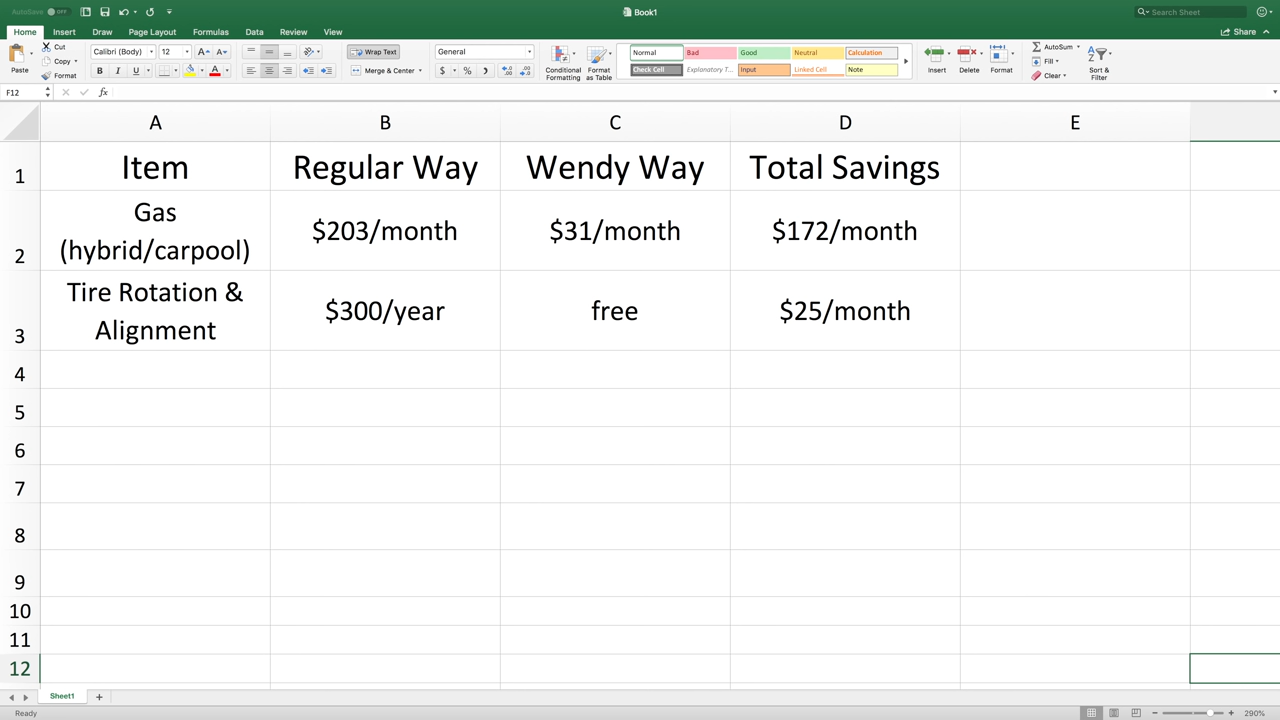 AutoSave OFF
Book1
Search Sheet
Home Insert Draw Page Layout Formulas Data Review View
Share
Paste
Cut
Copy
Format
Calibri (Body) 12
Wrap Text
Merge & Center
General
Conditional Formatting
Format as Table
Normal Bad Good Neutral Calculation
Check Cell Explanatory T... Input Linked Cell Note
Insert Delete Format
AutoSum
Fill
Clear
Sort & Filter
F12 fx
A B C D E
1 Item Regular Way Wendy Way Total Savings
2 Gas (hybrid/carpool) $203/month $31/month $172/month
3 Tire Rotation & Alignment $300/year free $25/month
4
5
6
7
8
9
10
11
12
Sheet1
Ready
290%